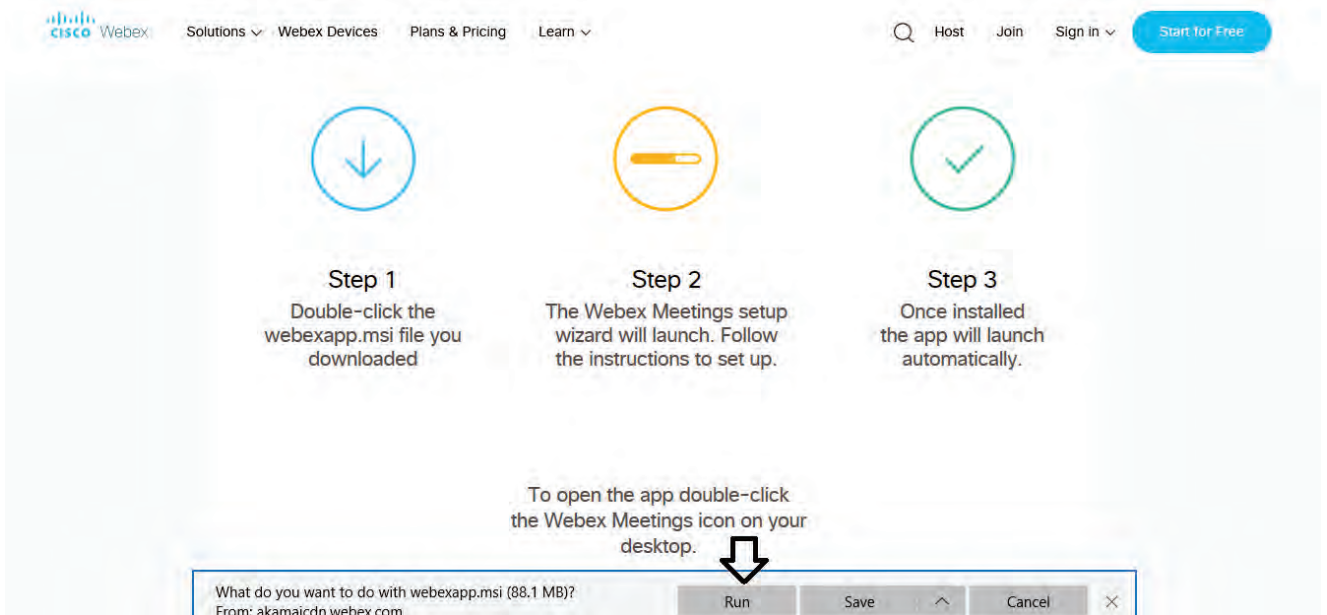 CISCO Webex Solutions Webex Devices Plans & Pricing Learn Host Join Sign in Start for Free
Step 1
Double-click the
webexapp.msi file you
downloaded
Step 2
The Webex Meetings setup
wizard will launch. Follow
the instructions to set up.
Step 3
Once installed
the app will launch
automatically.
To open the app double-click
the Webex Meetings icon on your
desktop.
What do you want to do with webexapp.msi (88.1 MB)?
From: akamaicdn.webex.com
Run Save Cancel